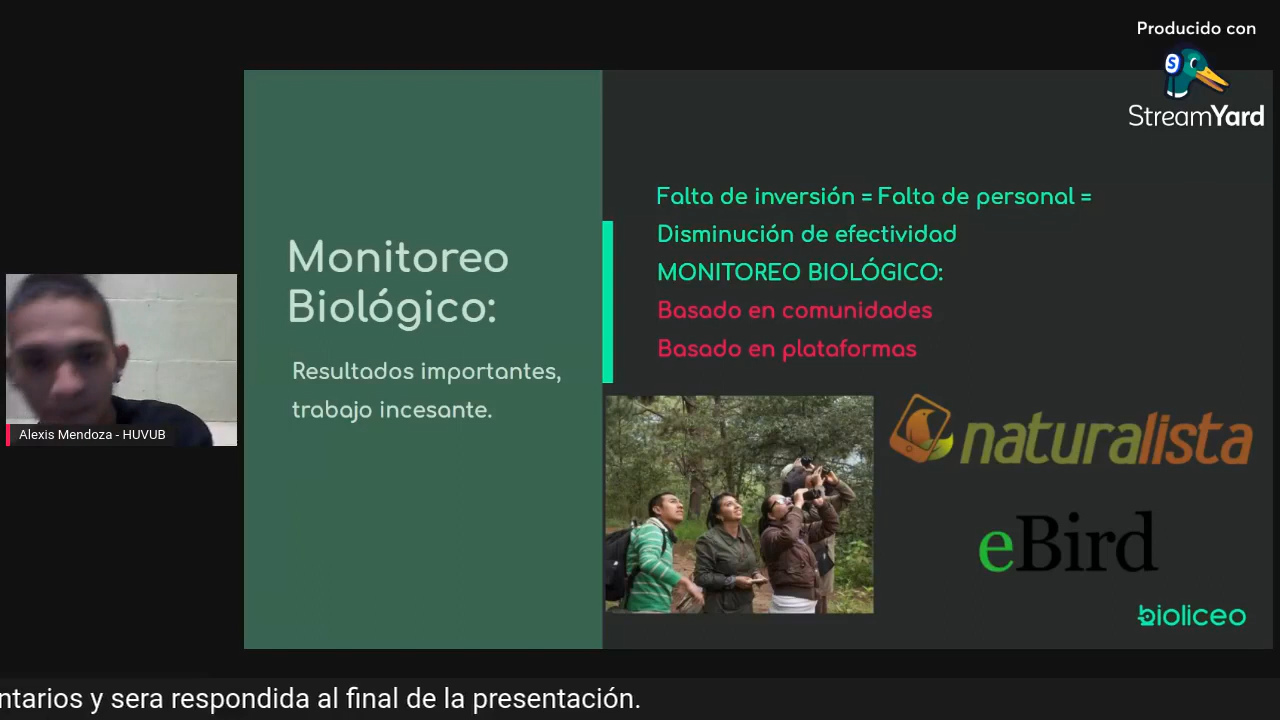 Producido con
StreamYard
Monitoreo
Biológico:
Resultados importantes,
trabajo incesante.
Falta de inversión = Falta de personal =
Disminución de efectividad
MONITOREO BIOLÓGICO:
Basado en comunidades
Basado en plataformas
naturalista
eBird
bioliceo
Alexis Mendoza - HUVUB
ntarios y sera respondida al final de la presentación.